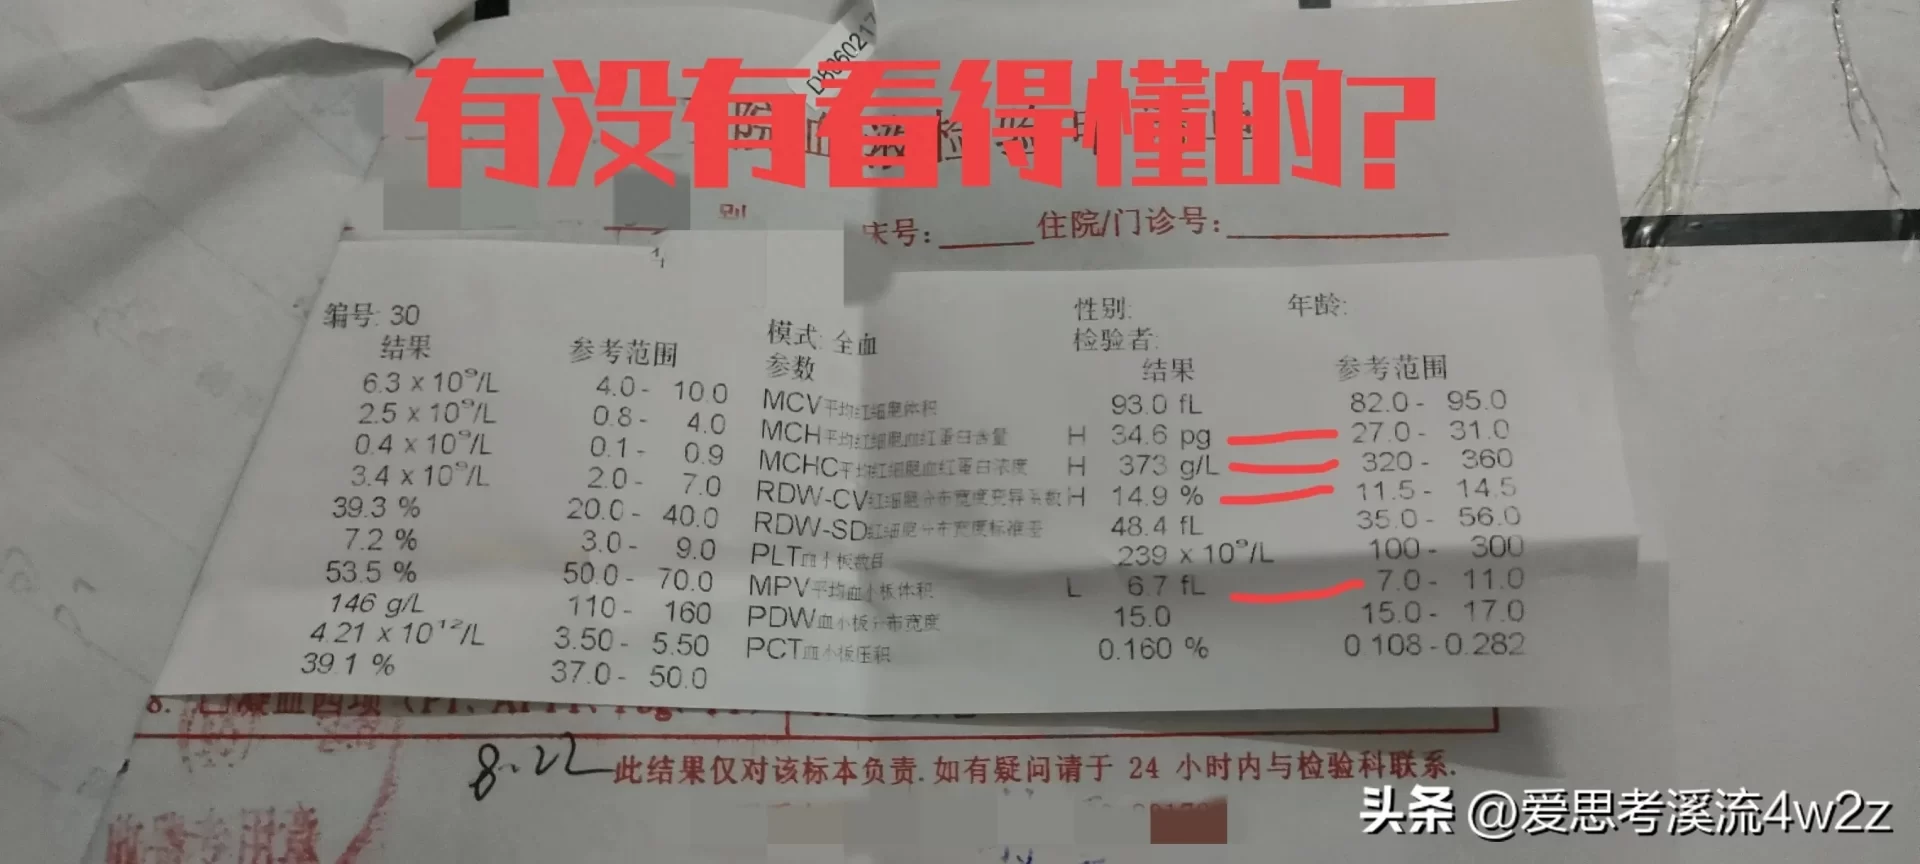 D5060217
有没有看得懂的?
别
床号: 住院/门诊号:
编号: 30 模式: 全血 性别: 年龄:
检验者:
结果 参考范围 参数 结果 参考范围
6.3 x 10⁹/L 4.0 - 10.0 MCV平均红细胞体积 93.0 fL 82.0 - 95.0
2.5 x 10⁹/L 0.8 - 4.0 MCH平均红细胞血红蛋白含量 H 34.6 pg 27.0 - 31.0
0.4 x 10⁹/L 0.1 - 0.9 MCHC平均红细胞血红蛋白浓度 H 373 g/L 320 - 360
3.4 x 10⁹/L 2.0 - 7.0 RDW-CV红细胞分布宽度变异系数 H 14.9 % 11.5 - 14.5
39.3 % 20.0 - 40.0 RDW-SD红细胞分布宽度标准差 48.4 fL 35.0 - 56.0
7.2 % 3.0 - 9.0 PLT血小板数目 239 x 10⁹/L 100 - 300
53.5 % 50.0 - 70.0 MPV平均血小板体积 L 6.7 fL 7.0 - 11.0
146 g/L 110 - 160 PDW血小板分布宽度 15.0 15.0 - 17.0
4.21 x 10¹²/L 3.50 - 5.50 PCT血小板压积 0.160 % 0.108 - 0.282
39.1 % 37.0 - 50.0
8.22
此结果仅对该标本负责.如有疑问请于 24 小时内与检验科联系.
头条 @爱思考溪流4w2z